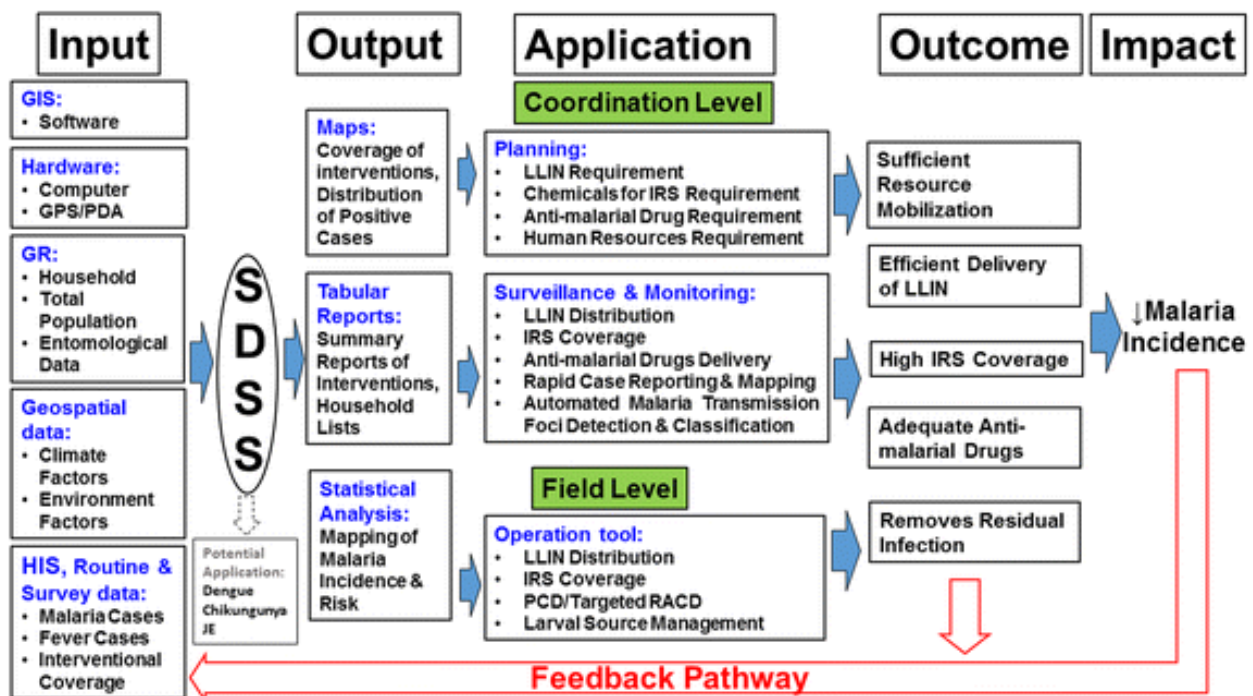 Input
Output
Application
Outcome
Impact
GIS:
• Software
Hardware:
• Computer
• GPS/PDA
GR:
• Household
• Total
Population
• Entomological
Data
Geospatial
data:
• Climate
Factors
• Environment
Factors
HIS, Routine &
Survey data:
• Malaria Cases
• Fever Cases
• Interventional
Coverage
S
D
S
S
Potential
Application:
Dengue
Chikungunya
JE
Maps:
Coverage of
interventions,
Distribution
of Positive
Cases
Tabular
Reports:
Summary
Reports of
Interventions,
Household
Lists
Statistical
Analysis:
Mapping of
Malaria
Incidence &
Risk
Coordination Level
Planning:
• LLIN Requirement
• Chemicals for IRS Requirement
• Anti-malarial Drug Requirement
• Human Resources Requirement
Surveillance & Monitoring:
• LLIN Distribution
• IRS Coverage
• Anti-malarial Drugs Delivery
• Rapid Case Reporting & Mapping
• Automated Malaria Transmission
Foci Detection & Classification
Field Level
Operation tool:
• LLIN Distribution
• IRS Coverage
• PCD/Targeted RACD
• Larval Source Management
Sufficient
Resource
Mobilization
Efficient Delivery
of LLIN
High IRS Coverage
Adequate Anti-
malarial Drugs
Removes Residual
Infection
↓Malaria
Incidence
Feedback Pathway